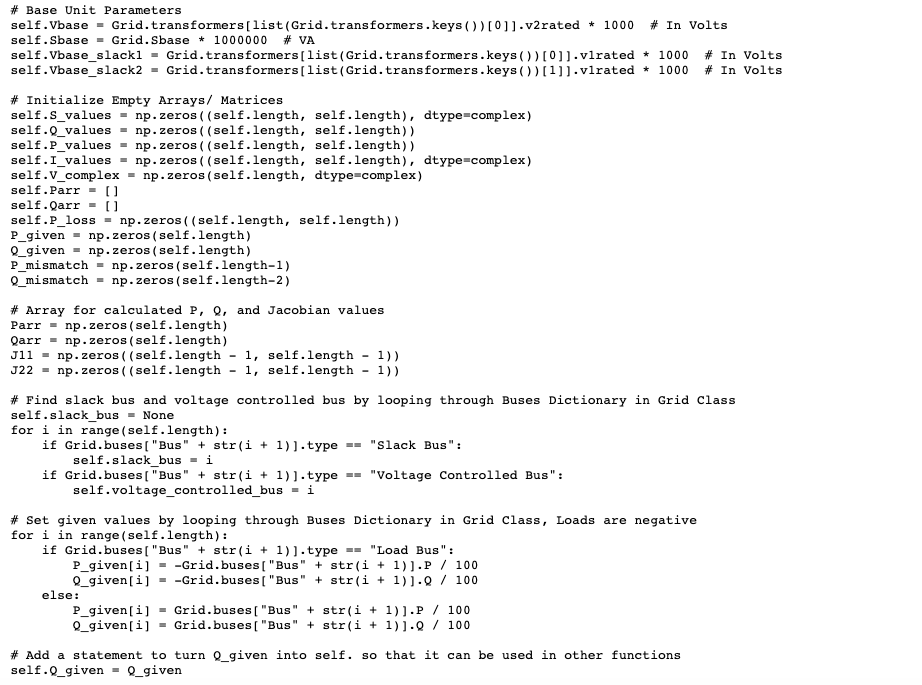 # Base Unit Parameters
self.Vbase = Grid.transformers[list(Grid.transformers.keys())[0]].v2rated * 1000  # In Volts
self.Sbase = Grid.Sbase * 1000000  # VA
self.Vbase_slack1 = Grid.transformers[list(Grid.transformers.keys())[0]].v1rated * 1000  # In Volts
self.Vbase_slack2 = Grid.transformers[list(Grid.transformers.keys())[1]].v1rated * 1000  # In Volts

# Initialize Empty Arrays/ Matrices
self.S_values = np.zeros((self.length, self.length), dtype=complex)
self.Q_values = np.zeros((self.length, self.length))
self.P_values = np.zeros((self.length, self.length))
self.I_values = np.zeros((self.length, self.length), dtype=complex)
self.V_complex = np.zeros(self.length, dtype=complex)
self.Parr = []
self.Qarr = []
self.P_loss = np.zeros((self.length, self.length))
P_given = np.zeros(self.length)
Q_given = np.zeros(self.length)
P_mismatch = np.zeros(self.length-1)
Q_mismatch = np.zeros(self.length-2)

# Array for calculated P, Q, and Jacobian values
Parr = np.zeros(self.length)
Qarr = np.zeros(self.length)
J11 = np.zeros((self.length - 1, self.length - 1))
J22 = np.zeros((self.length - 1, self.length - 1))

# Find slack bus and voltage controlled bus by looping through Buses Dictionary in Grid Class
self.slack_bus = None
for i in range(self.length):
    if Grid.buses["Bus" + str(i + 1)].type == "Slack Bus":
        self.slack_bus = i
    if Grid.buses["Bus" + str(i + 1)].type == "Voltage Controlled Bus":
        self.voltage_controlled_bus = i

# Set given values by looping through Buses Dictionary in Grid Class, Loads are negative
for i in range(self.length):
    if Grid.buses["Bus" + str(i + 1)].type == "Load Bus":
        P_given[i] = -Grid.buses["Bus" + str(i + 1)].P / 100
        Q_given[i] = -Grid.buses["Bus" + str(i + 1)].Q / 100
    else:
        P_given[i] = Grid.buses["Bus" + str(i + 1)].P / 100
        Q_given[i] = Grid.buses["Bus" + str(i + 1)].Q / 100

# Add a statement to turn Q_given into self. so that it can be used in other functions
self.Q_given = Q_given